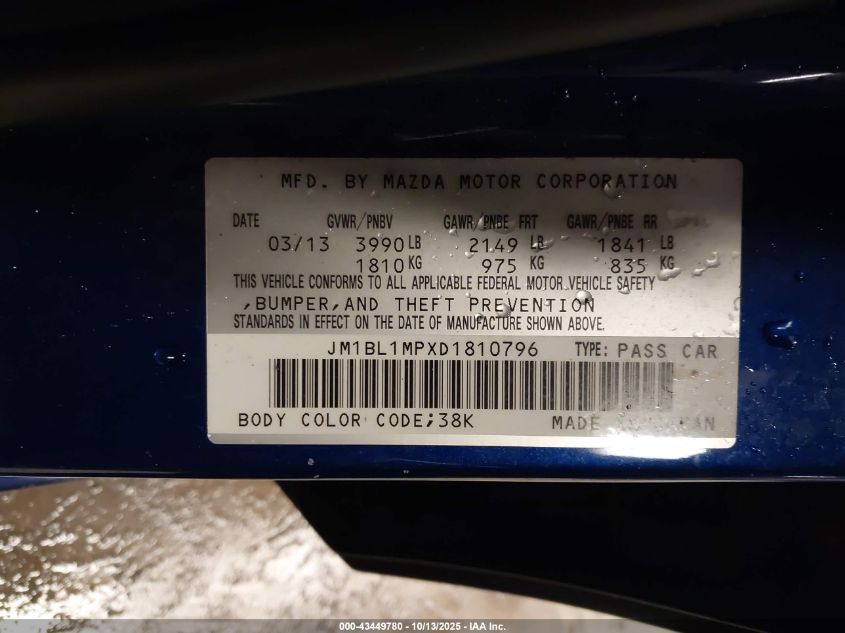 MFD. BY MAZDA MOTOR CORPORATION
DATE GVWR/PNBV GAWR/PNBE FRT GAWR/PNBE RR
03/13 3990 LB 2149 LB 1841 LB
1810 KG 975 KG 835 KG
THIS VEHICLE CONFORMS TO ALL APPLICABLE FEDERAL MOTOR VEHICLE SAFETY
,BUMPER,AND THEFT PREVENTION
STANDARDS IN EFFECT ON THE DATE OF MANUFACTURE SHOWN ABOVE.
JM1BL1MPXD1810796 TYPE: PASS CAR
BODY COLOR CODE;38K MADE
000-43449780 - 10/13/2025 - IAA Inc.